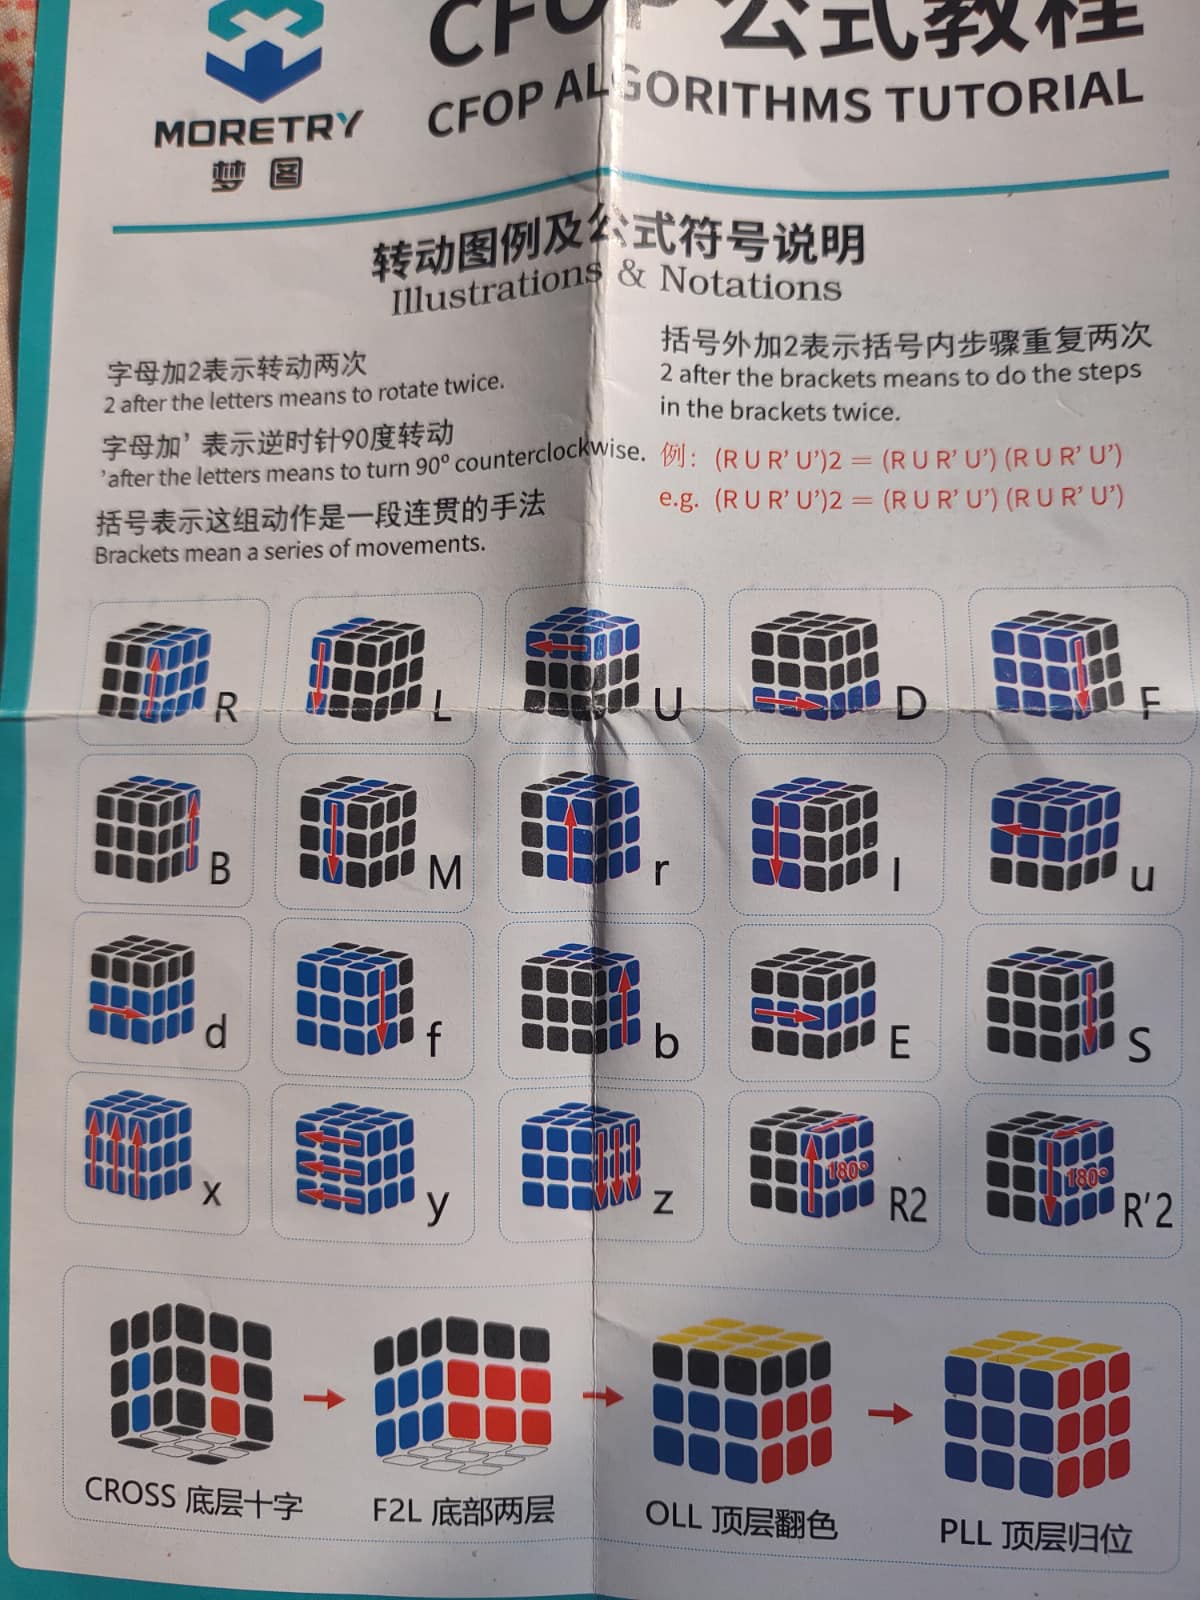 MORETRY
梦图
CFOP 公式教程
CFOP ALGORITHMS TUTORIAL
转动图例及公式符号说明
Illustrations & Notations
字母加2表示转动两次
2 after the letters means to rotate twice.
字母加’ 表示逆时针90度转动
’after the letters means to turn 90° counterclockwise.
括号表示这组动作是一段连贯的手法
Brackets mean a series of movements.
括号外加2表示括号内步骤重复两次
2 after the brackets means to do the steps
in the brackets twice.
例: (R U R’ U’)2 = (R U R’ U’) (R U R’ U’)
e.g. (R U R’ U’)2 = (R U R’ U’) (R U R’ U’)
R L U D F
B M r l u
d f b E S
x y z 180° R2 180° R’2
CROSS 底层十字
F2L 底部两层
OLL 顶层翻色
PLL 顶层归位